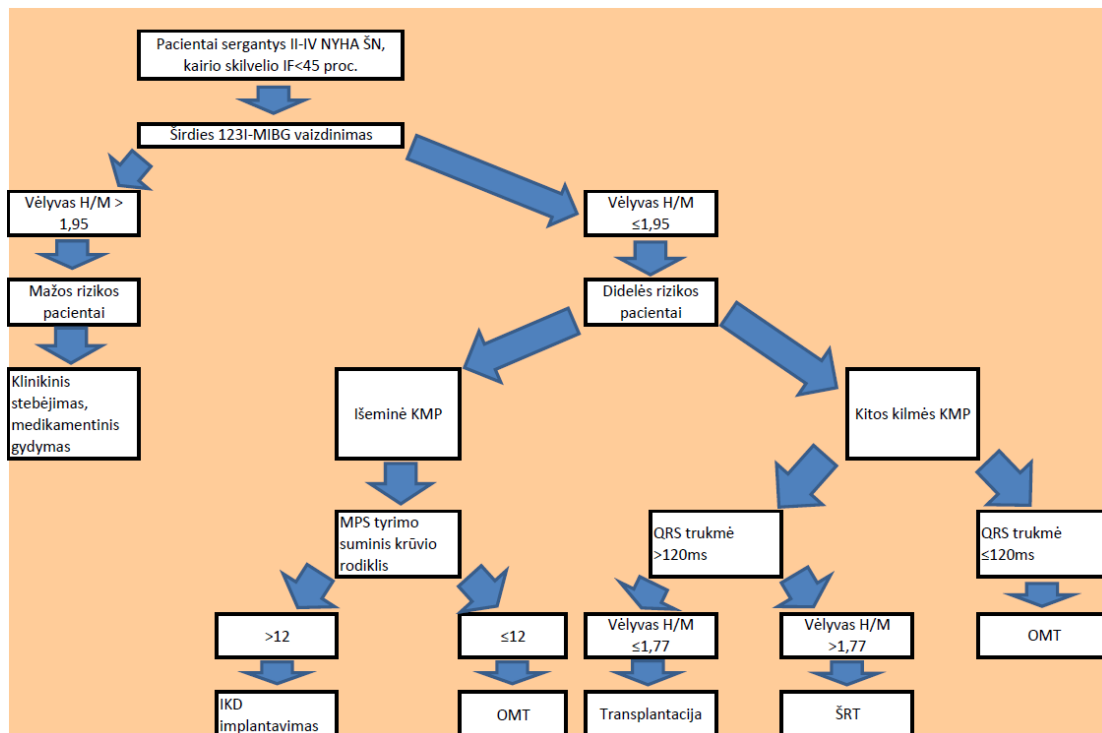 Pacientai sergantys II-IV NYHA ŠN,
kairio skilvelio IF<45 proc.
Širdies 123I-MIBG vaizdinimas
Vėlyvas H/M >
1,95
Vėlyvas H/M
≤1,95
Mažos rizikos
pacientai
Didelės rizikos
pacientai
Klinikinis
stebėjimas,
medikamentinis
gydymas
Išeminė KMP
Kitos kilmės KMP
MPS tyrimo
suminis krūvio
rodiklis
QRS trukmė
>120ms
QRS trukmė
≤120ms
>12
≤12
Vėlyvas H/M
≤1,77
Vėlyvas H/M
>1,77
OMT
IKD
implantavimas
OMT
Transplantacija
ŠRT